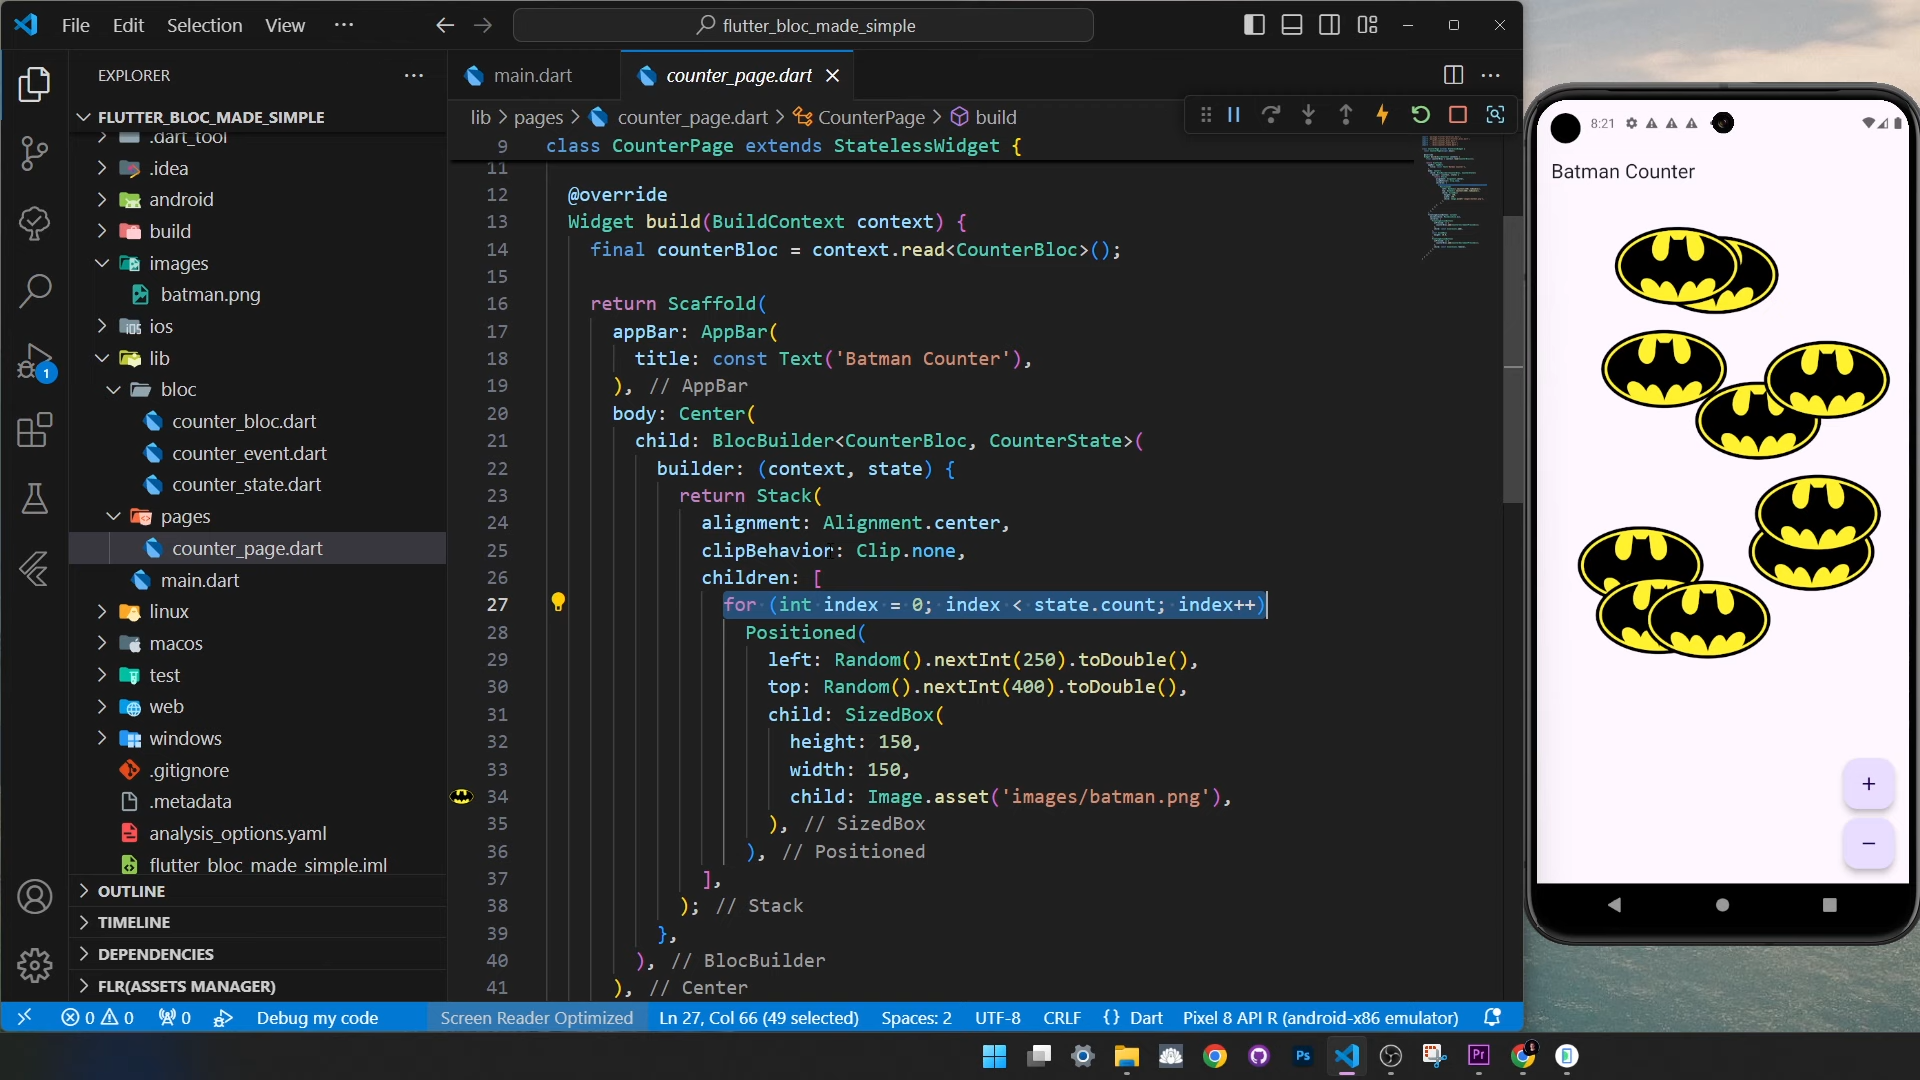 File Edit Selection View ···
flutter_bloc_made_simple
EXPLORER
FLUTTER_BLOC_MADE_SIMPLE
.dart_tool
.idea
android
build
images
batman.png
ios
lib
bloc
counter_bloc.dart
counter_event.dart
counter_state.dart
pages
counter_page.dart
main.dart
linux
macos
test
web
windows
.gitignore
.metadata
analysis_options.yaml
flutter_bloc_made_simple.iml
OUTLINE
TIMELINE
DEPENDENCIES
FLR(ASSETS MANAGER)
1
main.dart counter_page.dart
lib > pages > counter_page.dart > CounterPage > build
9 class CounterPage extends StatelessWidget {
11
12 @override
13 Widget build(BuildContext context) {
14 final counterBloc = context.read<CounterBloc>();
15
16 return Scaffold(
17 appBar: AppBar(
18 title: const Text('Batman Counter'),
19 ), // AppBar
20 body: Center(
21 child: BlocBuilder<CounterBloc, CounterState>(
22 builder: (context, state) {
23 return Stack(
24 alignment: Alignment.center,
25 clipBehavior: Clip.none,
26 children: [
27 for (int index = 0; index < state.count; index++)
28 Positioned(
29 left: Random().nextInt(250).toDouble(),
30 top: Random().nextInt(400).toDouble(),
31 child: SizedBox(
32 height: 150,
33 width: 150,
34 child: Image.asset('images/batman.png'),
35 ), // SizedBox
36 ), // Positioned
37 ],
38 ); // Stack
39 },
40 ), // BlocBuilder
41 ), // Center
8:21
Batman Counter
+
−
0 0 0 Debug my code Screen Reader Optimized Ln 27, Col 66 (49 selected) Spaces: 2 UTF-8 CRLF {} Dart Pixel 8 API R (android-x86 emulator)
Ps
Pr